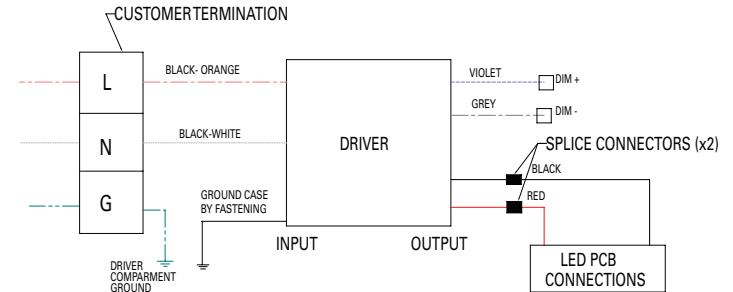 CUSTOMER TERMINATION
L
BLACK- ORANGE
N
BLACK-WHITE
G
GROUND CASE
BY FASTENING
DRIVER
COMPARMENT
GROUND
DRIVER
INPUT
OUTPUT
VIOLET
DIM +
GREY
DIM -
SPLICE CONNECTORS (x2)
BLACK
RED
LED PCB
CONNECTIONS